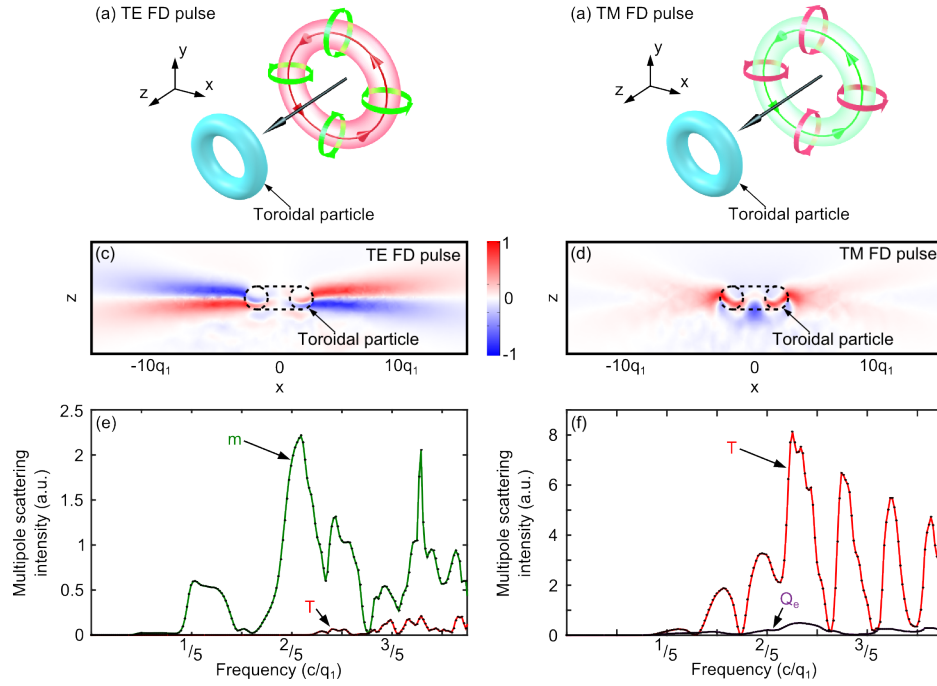 (a) TE FD pulse
y
x
z
Toroidal particle
(a) TM FD pulse
y
x
z
Toroidal particle
(c)
TE FD pulse
z
Toroidal particle
-10q₁
0
10q₁
x
1
0
-1
(d)
TM FD pulse
z
Toroidal particle
-10q₁
0
10q₁
x
(e)
m
T
Multipole scattering
intensity (a.u.)
2.5
2
1.5
1
0.5
0
1/5
2/5
3/5
Frequency (c/q₁)
(f)
T
Qₑ
Multipole scattering
intensity (a.u.)
8
6
4
2
0
1/5
2/5
3/5
Frequency (c/q₁)